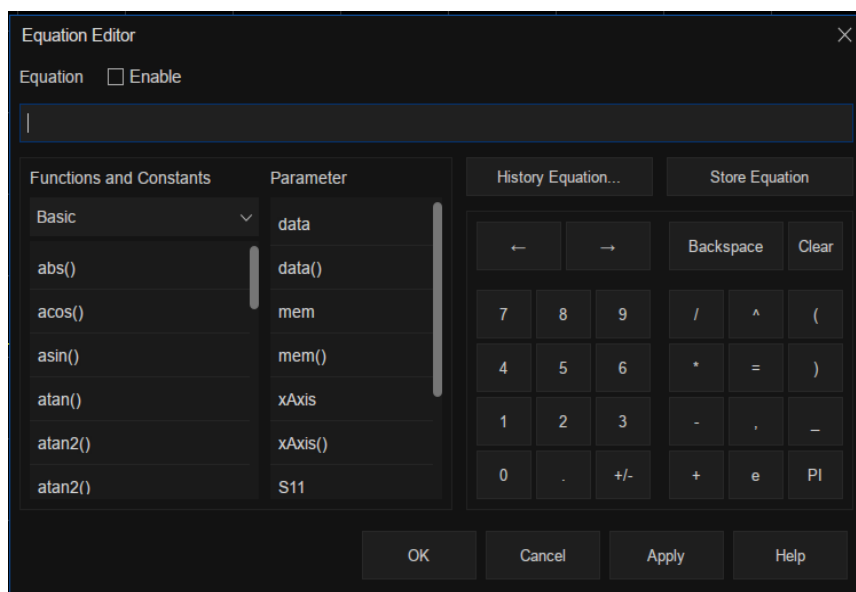 Equation Editor
Equation Enable
Functions and Constants
Basic
abs()
acos()
asin()
atan()
atan2()
atan2()
Parameter
data
data()
mem
mem()
xAxis
xAxis()
S11
History Equation... Store Equation
← → Backspace Clear
7 8 9 / ^ (
4 5 6 * = )
1 2 3 - , _
0 . +/- + e PI
OK Cancel Apply Help